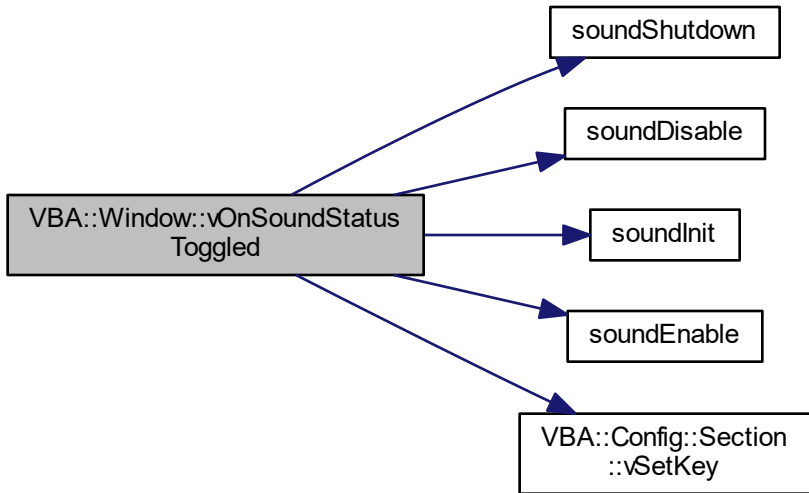 soundShutdown
soundDisable
VBA::Window::vOnSoundStatus
Toggled
soundInit
soundEnable
VBA::Config::Section
::vSetKey